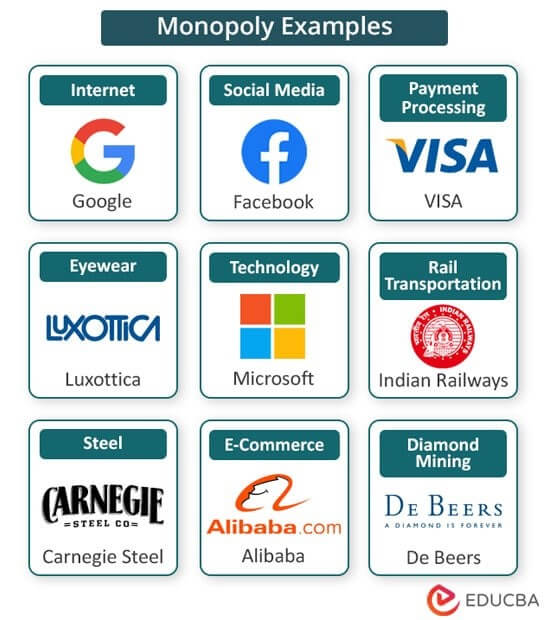 Monopoly Examples
Internet
Google
Social Media
Facebook
Payment
Processing
VISA
VISA
Eyewear
LUXOTTICA
Luxottica
Technology
Microsoft
Rail
Transportation
INDIAN RAILWAYS
Indian Railways
Steel
CARNEGIE
STEEL CO
Carnegie Steel
E-Commerce
Alibaba.com
Alibaba
Diamond
Mining
DE BEERS
A DIAMOND IS FOREVER
De Beers
EDUCBA